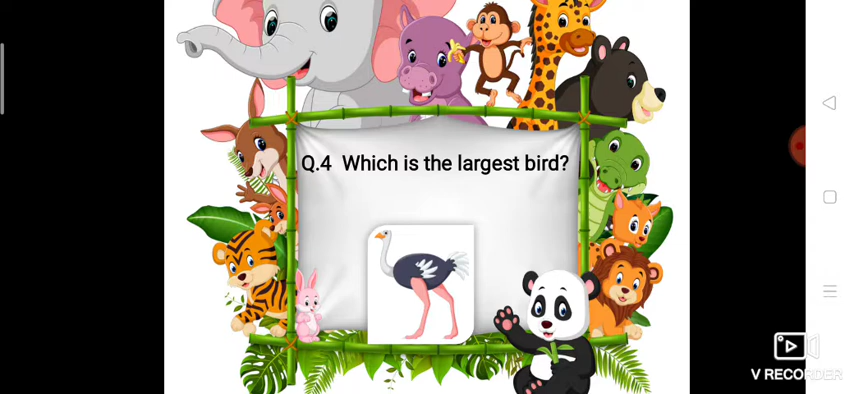 Q.4 Which is the largest bird?
V RECORDER